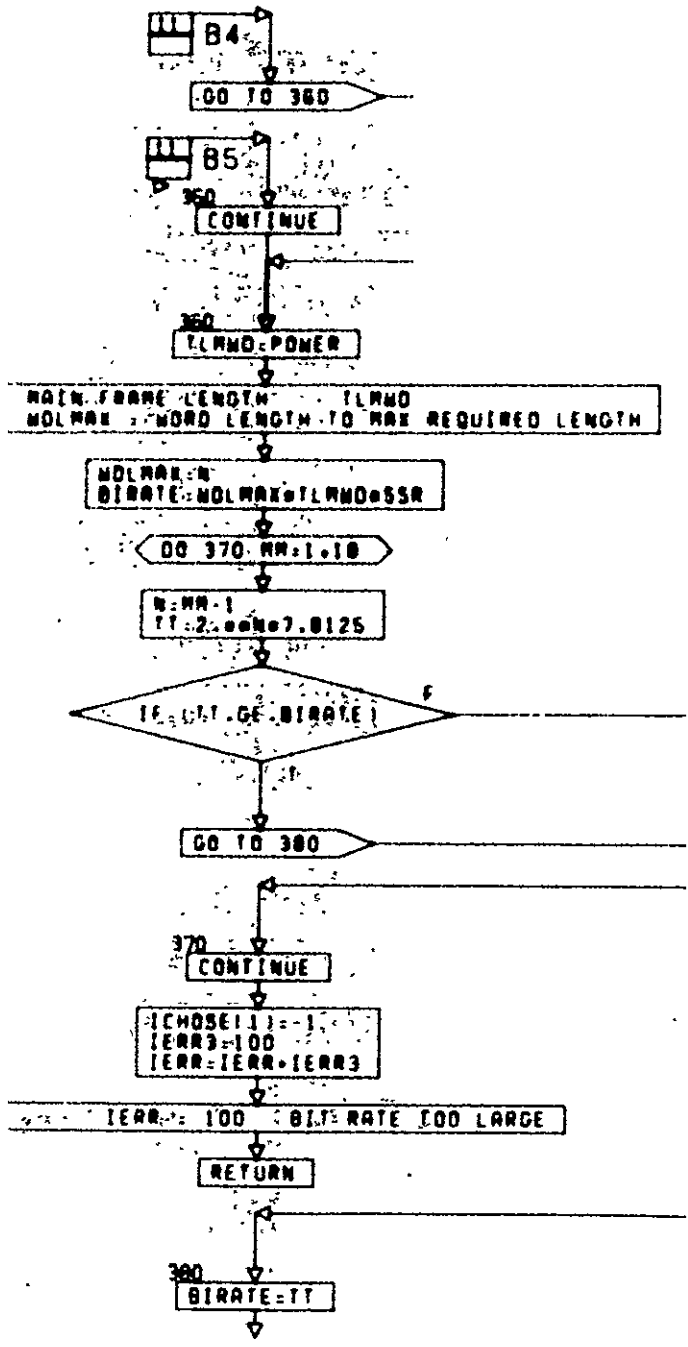 B4
GO TO 360
B5
350
CONTINUE
360
TLMWD=POWER
MAIN FRAME LENGTH TLMWD
WDLMAX = WORD LENGTH TO MAX REQUIRED LENGTH
WDLMAX=N
BIRATE=WDLMAX*TLMWD*SSR
DO 370 MM=1,18
N=MM-1
TT=2.**N*7.8125
IF (TT.GE.BIRATE)
F
T
GO TO 380
370
CONTINUE
ICHOSE(1)=-1
IERR3=100
IERR=IERR+IERR3
IERR = 100 BIT RATE TOO LARGE
RETURN
380
BIRATE=TT